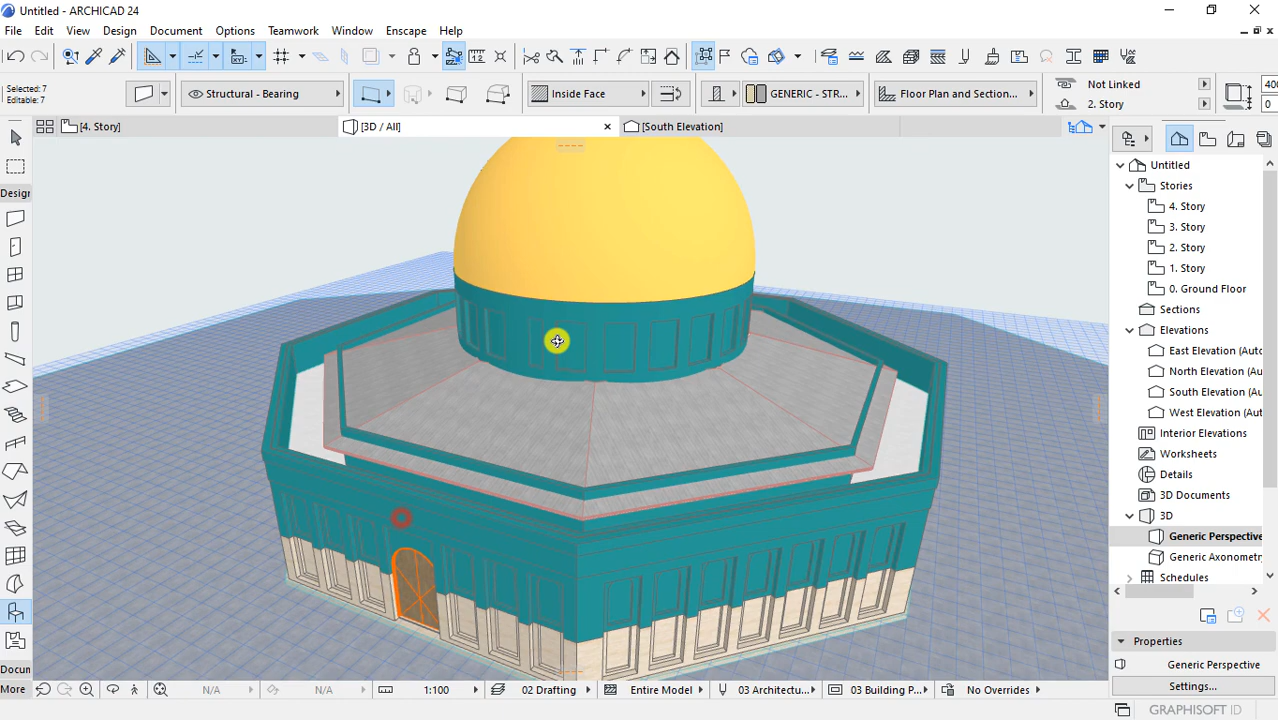 Untitled - ARCHICAD 24
File Edit View Design Document Options Teamwork Window Enscape Help
Selected: 7
Editable: 7
Structural - Bearing
Inside Face
GENERIC - STR...
Floor Plan and Section...
Not Linked
2. Story
400
0
[4. Story]
[3D / All]
[South Elevation]
Design
Untitled
Stories
4. Story
3. Story
2. Story
1. Story
0. Ground Floor
Sections
Elevations
East Elevation (Aut
North Elevation (Au
South Elevation (Au
West Elevation (Aut
Interior Elevations
Worksheets
Details
3D Documents
3D
Generic Perspective
Generic Axonometr
Schedules
Properties
Generic Perspective
Settings...
Docum
More
N/A
N/A
1:100
02 Drafting
Entire Model
03 Architectu...
03 Building P...
No Overrides
GRAPHISOFT ID